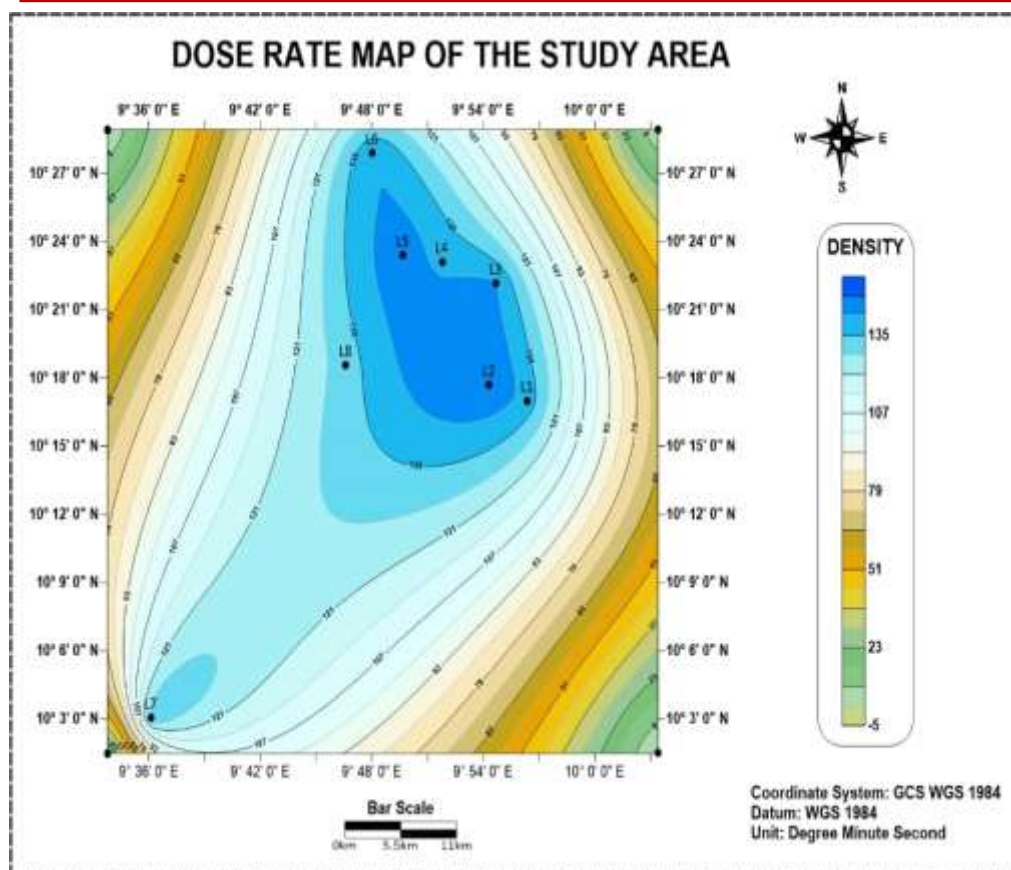 DOSE RATE MAP OF THE STUDY AREA
9° 36' 0" E 9° 42' 0" E 9° 48' 0" E 9° 54' 0" E 10° 0' 0" E
N
W E
S
10° 27' 0" N 10° 27' 0" N
10° 24' 0" N 10° 24' 0" N
10° 21' 0" N 10° 21' 0" N
10° 18' 0" N 10° 18' 0" N
10° 15' 0" N 10° 15' 0" N
10° 12' 0" N 10° 12' 0" N
10° 9' 0" N 10° 9' 0" N
10° 6' 0" N 10° 6' 0" N
10° 3' 0" N 10° 3' 0" N
L6
L5 L4
L3
L8
L2
L1
L7
121
107
93
79
9° 36' 0" E 9° 42' 0" E 9° 48' 0" E 9° 54' 0" E 10° 0' 0" E
DENSITY
135
107
79
51
23
-5
Bar Scale
0km 5.5km 11km
Coordinate System: GCS WGS 1984
Datum: WGS 1984
Unit: Degree Minute Second